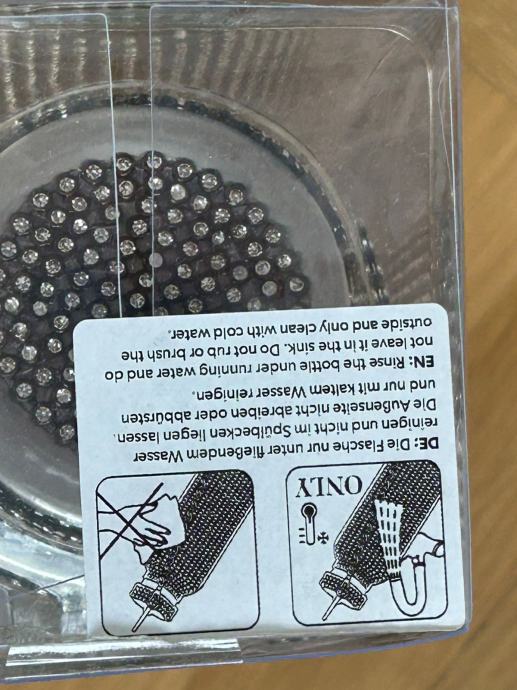 ONLY
DE: Die Flasche nur unter fließendem Wasser
reinigen und nicht im Spülbecken liegen lassen.
Die Außenseite nicht abreiben oder abbürsten
und nur mit kaltem Wasser reinigen.
EN: Rinse the bottle under running water and do
not leave it in the sink. Do not rub or brush the
outside and only clean with cold water.